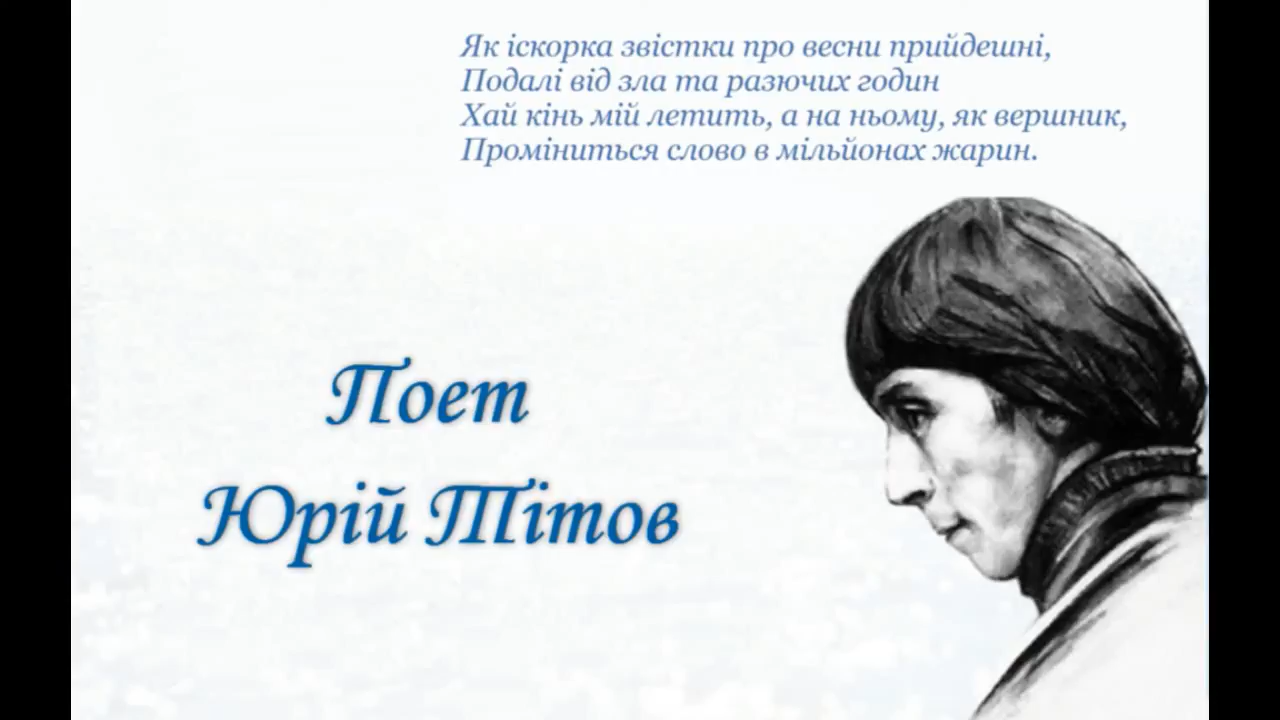 Як іскорка звістки про весни прийдешні,
Подалі від зла та разючих годин
Хай кінь мій летить, а на ньому, як вершник,
Проміниться слово в мільйонах жарин.
Поет
Юрій Тітов